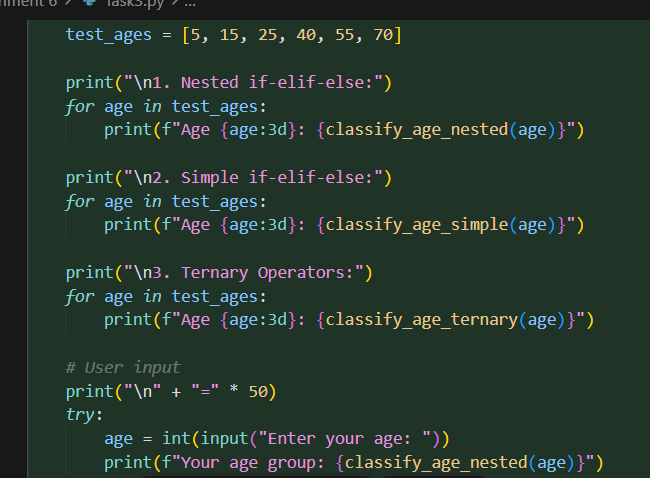 nment 6 > Task3.py > ...
test_ages = [5, 15, 25, 40, 55, 70]
print("\n1. Nested if-elif-else:")
for age in test_ages:
    print(f"Age {age:3d}: {classify_age_nested(age)}")
print("\n2. Simple if-elif-else:")
for age in test_ages:
    print(f"Age {age:3d}: {classify_age_simple(age)}")
print("\n3. Ternary Operators:")
for age in test_ages:
    print(f"Age {age:3d}: {classify_age_ternary(age)}")
# User input
print("\n" + "=" * 50)
try:
    age = int(input("Enter your age: "))
    print(f"Your age group: {classify_age_nested(age)}")